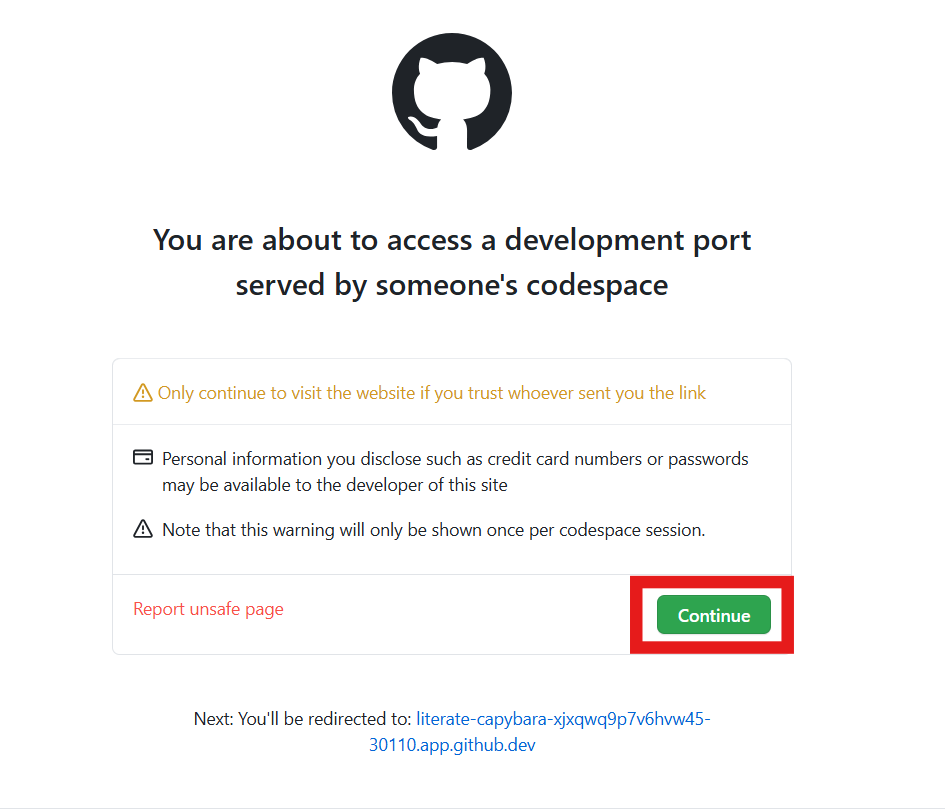 You are about to access a development port
served by someone's codespace
Only continue to visit the website if you trust whoever sent you the link
Personal information you disclose such as credit card numbers or passwords
may be available to the developer of this site
Note that this warning will only be shown once per codespace session.
Report unsafe page
Continue
Next: You'll be redirected to: literate-capybara-xjxqwq9p7v6hvw45-
30110.app.github.dev